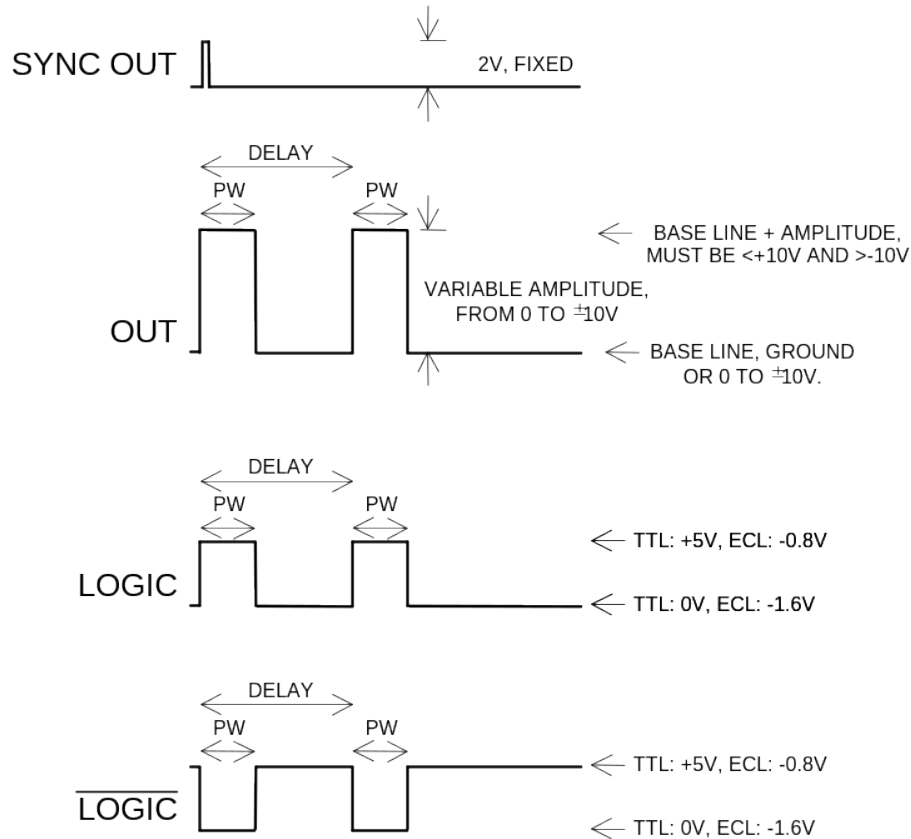 SYNC OUT
2V, FIXED
DELAY
PW
PW
BASE LINE + AMPLITUDE,
MUST BE <+10V AND >-10V
VARIABLE AMPLITUDE,
FROM 0 TO ±10V
OUT
BASE LINE, GROUND
OR 0 TO ±10V.
DELAY
PW
PW
TTL: +5V, ECL: -0.8V
LOGIC
TTL: 0V, ECL: -1.6V
DELAY
PW
PW
TTL: +5V, ECL: -0.8V
L̅O̅G̅I̅C̅
TTL: 0V, ECL: -1.6V